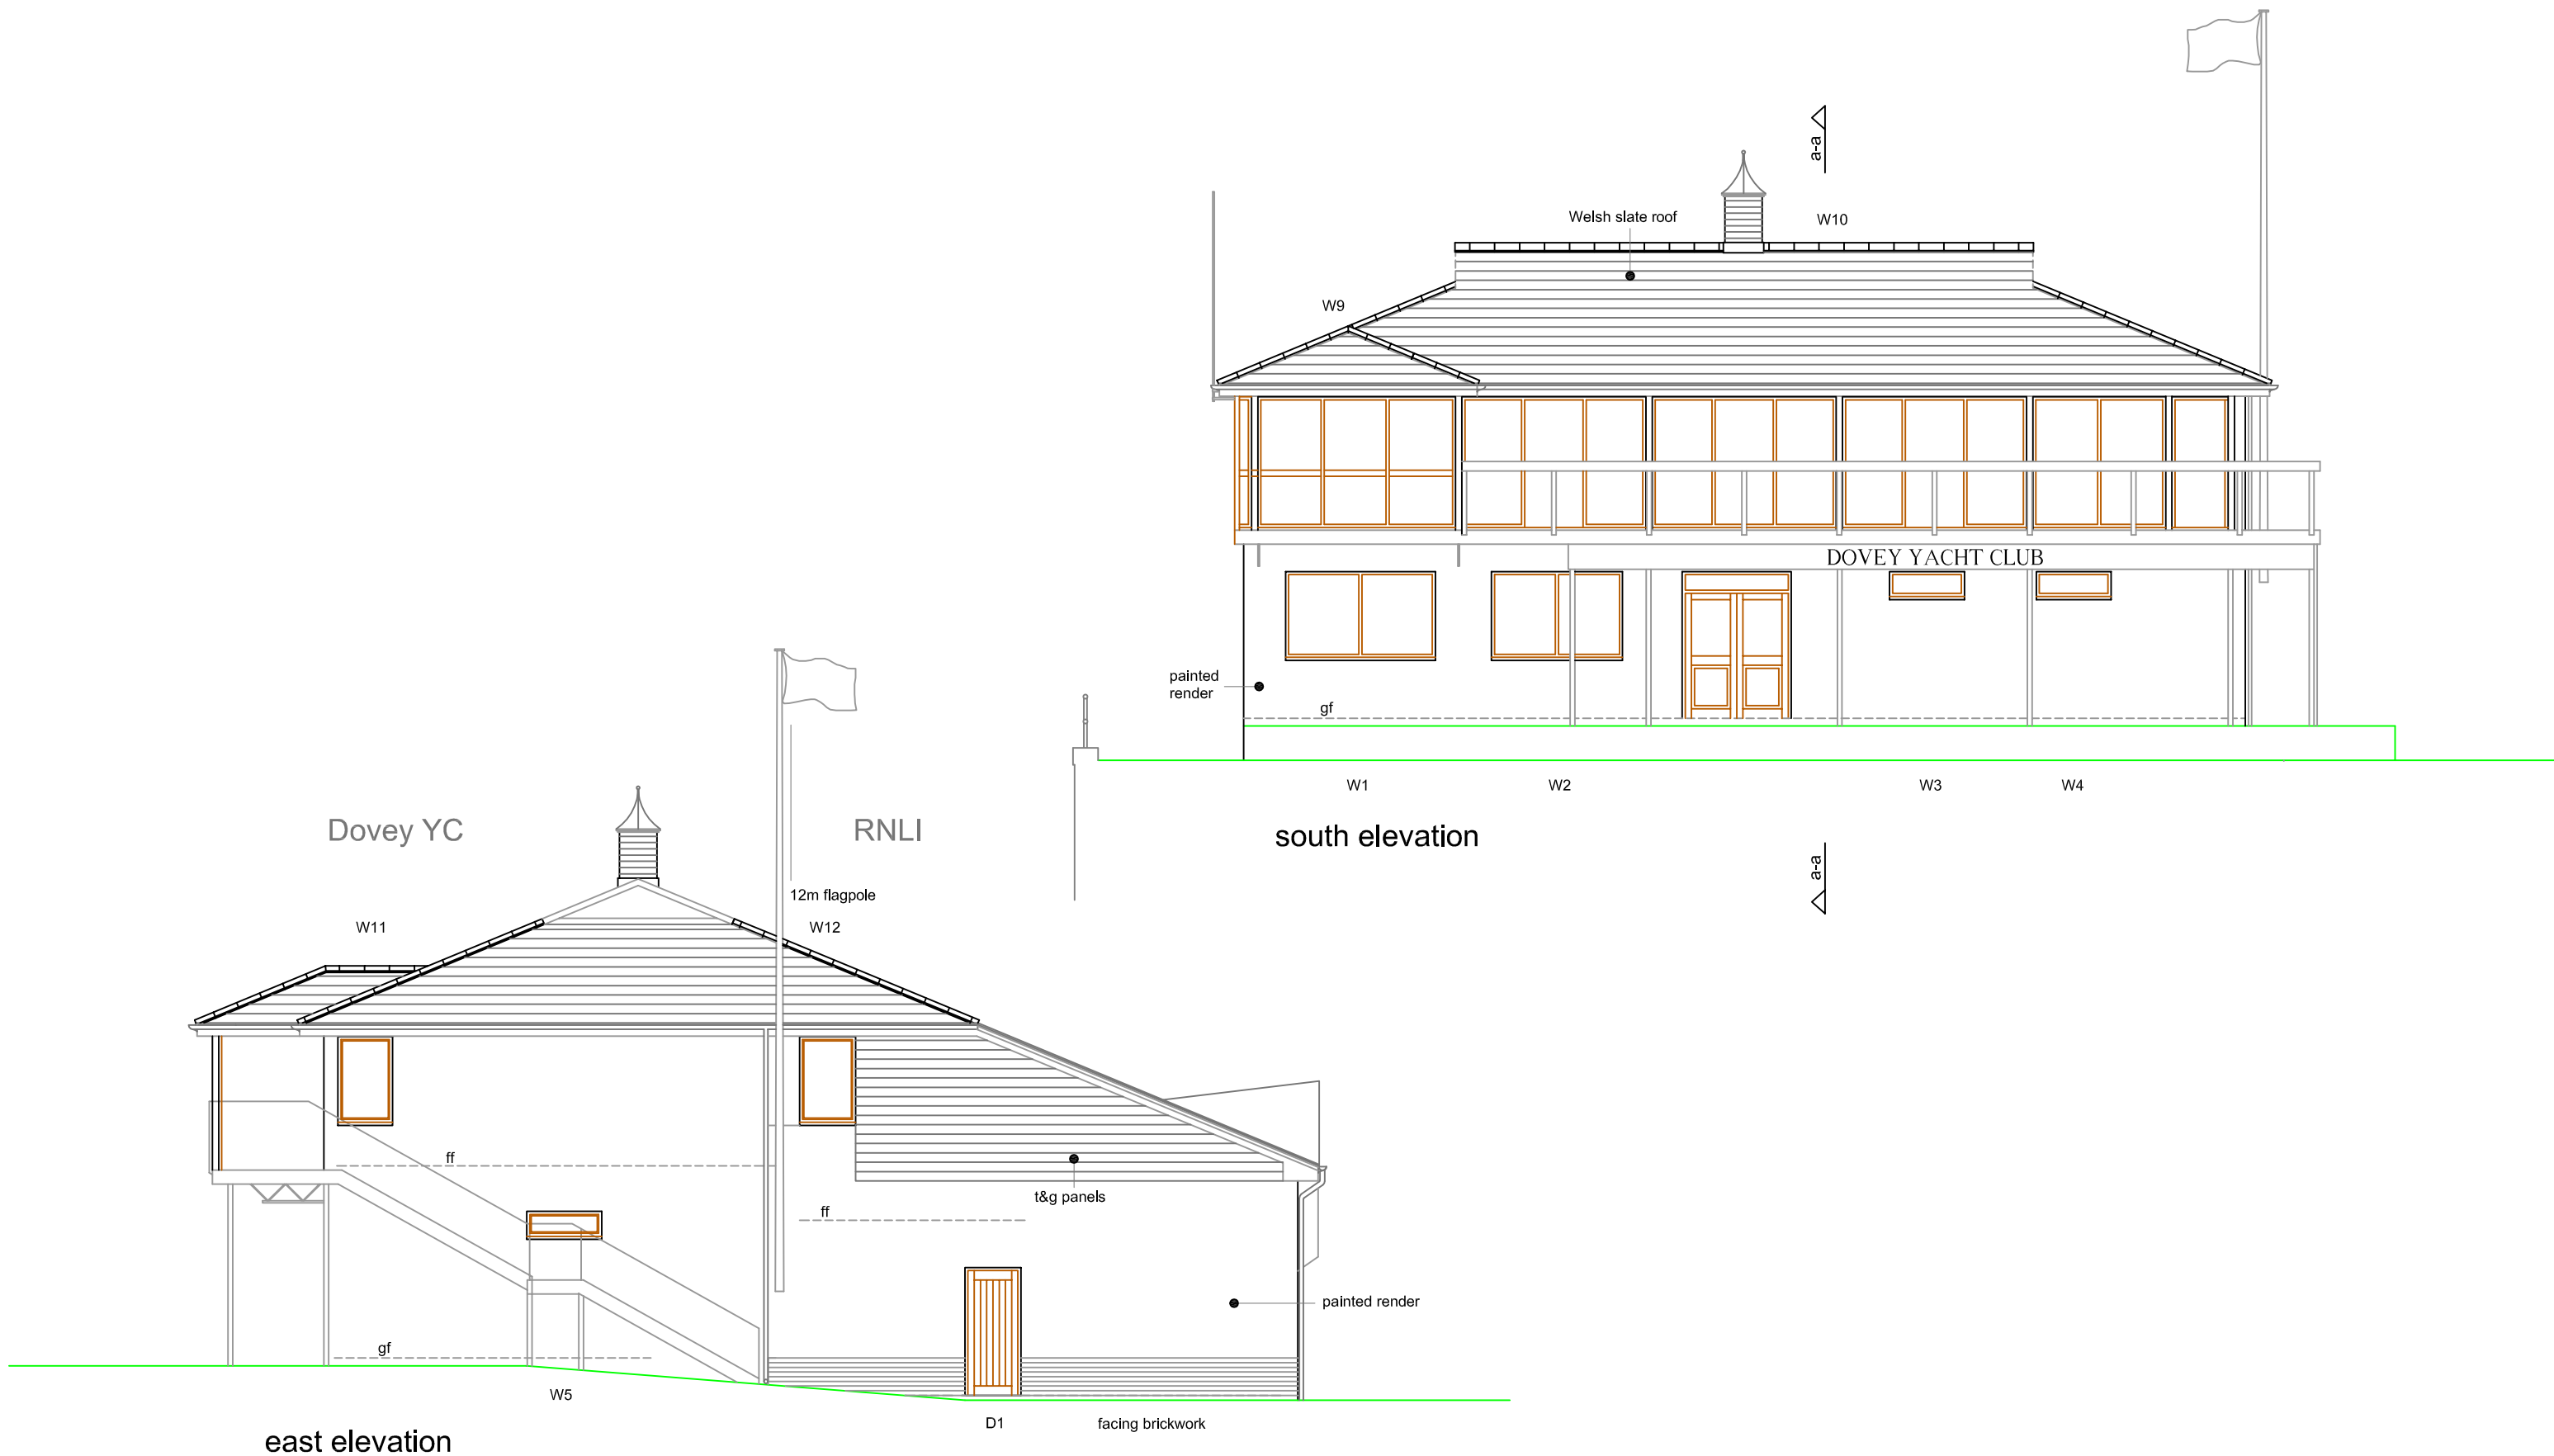 a-a
Welsh slate roof
W10
W9
DOVEY YACHT CLUB
painted
render
gf
W1
W2
W3
W4
south elevation
a-a
Dovey YC
RNLI
12m flagpole
W11
W12
ff
t&g panels
ff
painted render
gf
W5
D1
facing brickwork
east elevation